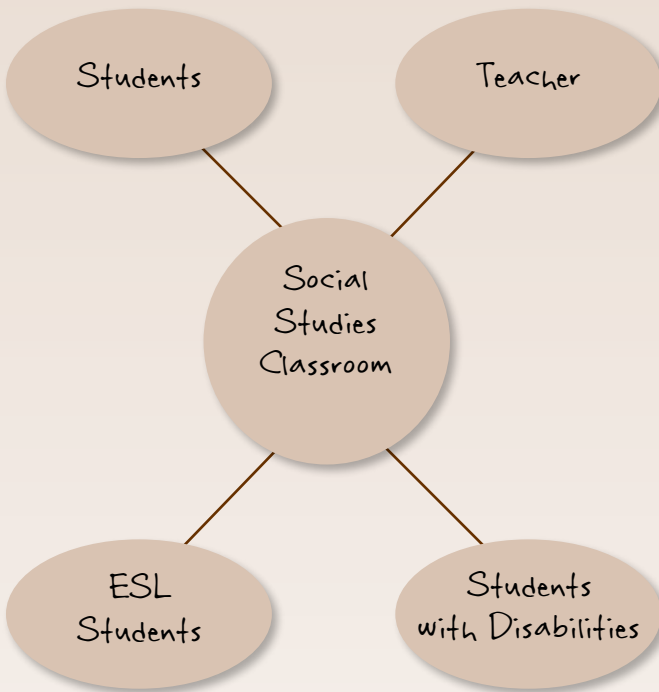 Students
Teacher
Social
Studies
Classroom
ESL
Students
Students
with Disabilities